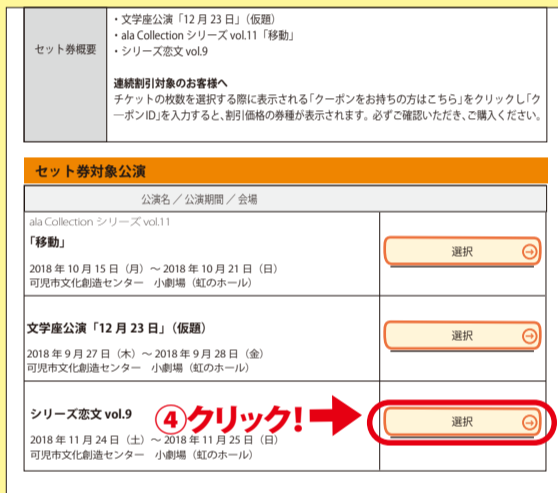 セット券概要
・文学座公演「12月23日」（仮題）
・ala Collection シリーズ vol.11「移動」
・シリーズ恋文 vol.9
連続割引対象のお客様へ
チケットの枚数を選択する際に表示される「クーポンをお持ちの方はこちら」をクリックし「ク
ーポンID」を入力すると、割引価格の券種が表示されます。必ずご確認いただき、ご購入ください。
セット券対象公演
公演名／公演期間／会場
ala Collection シリーズ vol.11
「移動」
2018年10月15日（月）～2018年10月21日（日）
可児市文化創造センター　小劇場（虹のホール）
選択
文学座公演「12月23日」（仮題）
2018年9月27日（木）～2018年9月28日（金）
可児市文化創造センター　小劇場（虹のホール）
選択
シリーズ恋文 vol.9
④クリック！
2018年11月24日（土）～2018年11月25日（日）
可児市文化創造センター　小劇場（虹のホール）
選択